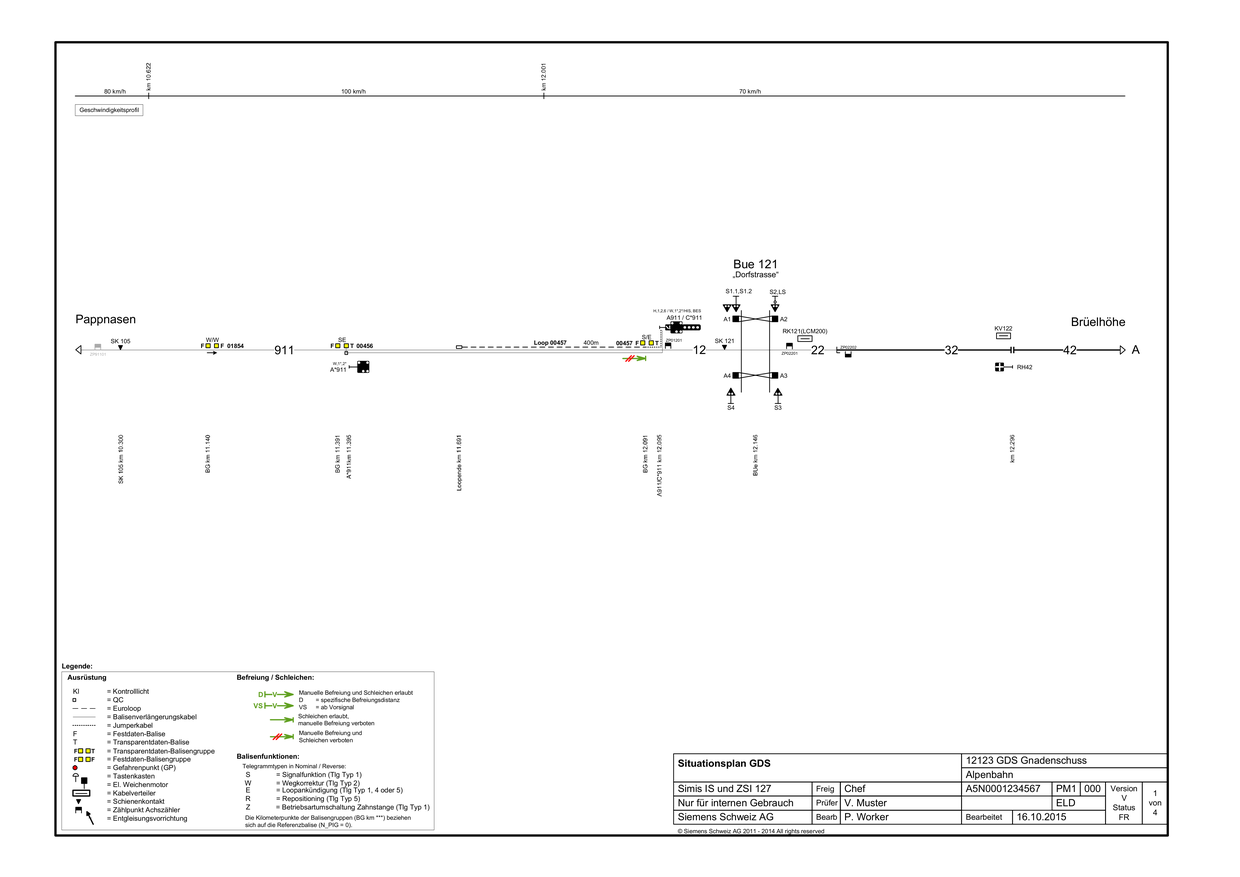 km 10.622
km 12.001
80 km/h
100 km/h
70 km/h
Geschwindigkeitsprofil
Bue 121
„Dorfstrasse“
S1.1,S1.2
S2,LS
Pappnasen
Brüelhöhe
A1
A2
A911 / C*911
RK121(LCM200)
KV122
SK 105
W/W
F F 01854
SE
F T 00456
Loop 00457 400m 00457 F T
S/E
ZP01201
SK 121
ZP02201
ZP02202
911
12
22
32
42
A
A*911
RH42
A4
A3
S4
S3
SK 105 km 10.300
BG km 11.140
BG km 11.391
A*911km 11.395
Loopende km 11.691
BG km 12.091
A911/C*911 km 12.095
BUe km 12.146
km 12.296
Legende:
Ausrüstung
KI = Kontrolllicht
= QC
= Euroloop
= Balisenverlängerungskabel
= Jumperkabel
F = Festdaten-Balise
T = Transparentdaten-Balise
F T = Transparentdaten-Balisengruppe
F F = Festdaten-Balisengruppe
= Gefahrenpunkt (GP)
= Tastenkasten
= El. Weichenmotor
= Kabelverteiler
= Schienenkontakt
= Zählpunkt Achszähler
= Entgleisungsvorrichtung
Befreiung / Schleichen:
D V Manuelle Befreiung und Schleichen erlaubt
D = spezifische Befreiungsdistanz
VS V VS = ab Vorsignal
Schleichen erlaubt,
manuelle Befreiung verboten
Manuelle Befreiung und
Schleichen verboten
Balisenfunktionen:
Telegrammtypen in Nominal / Reverse:
S = Signalfunktion (Tlg Typ 1)
W = Wegkorrektur (Tlg Typ 2)
E = Loopankündigung (Tlg Typ 1, 4 oder 5)
R = Repositioning (Tlg Typ 5)
Z = Betriebsartumschaltung Zahnstange (Tlg Typ 1)
Die Kilometerpunkte der Balisengruppen (BG km ***) beziehen
sich auf die Referenzbalise (N_PIG = 0).
Situationsplan GDS
12123 GDS Gnadenschuss
Alpenbahn
Simis IS und ZSI 127 Freig Chef A5N0001234567 PM1 000
Nur für internen Gebrauch Prüfer V. Muster ELD
Siemens Schweiz AG Bearb P. Worker Bearbeitet 16.10.2015
Version
V
Status
FR
1
von
4
© Siemens Schweiz AG 2011 - 2014 All rights reserved